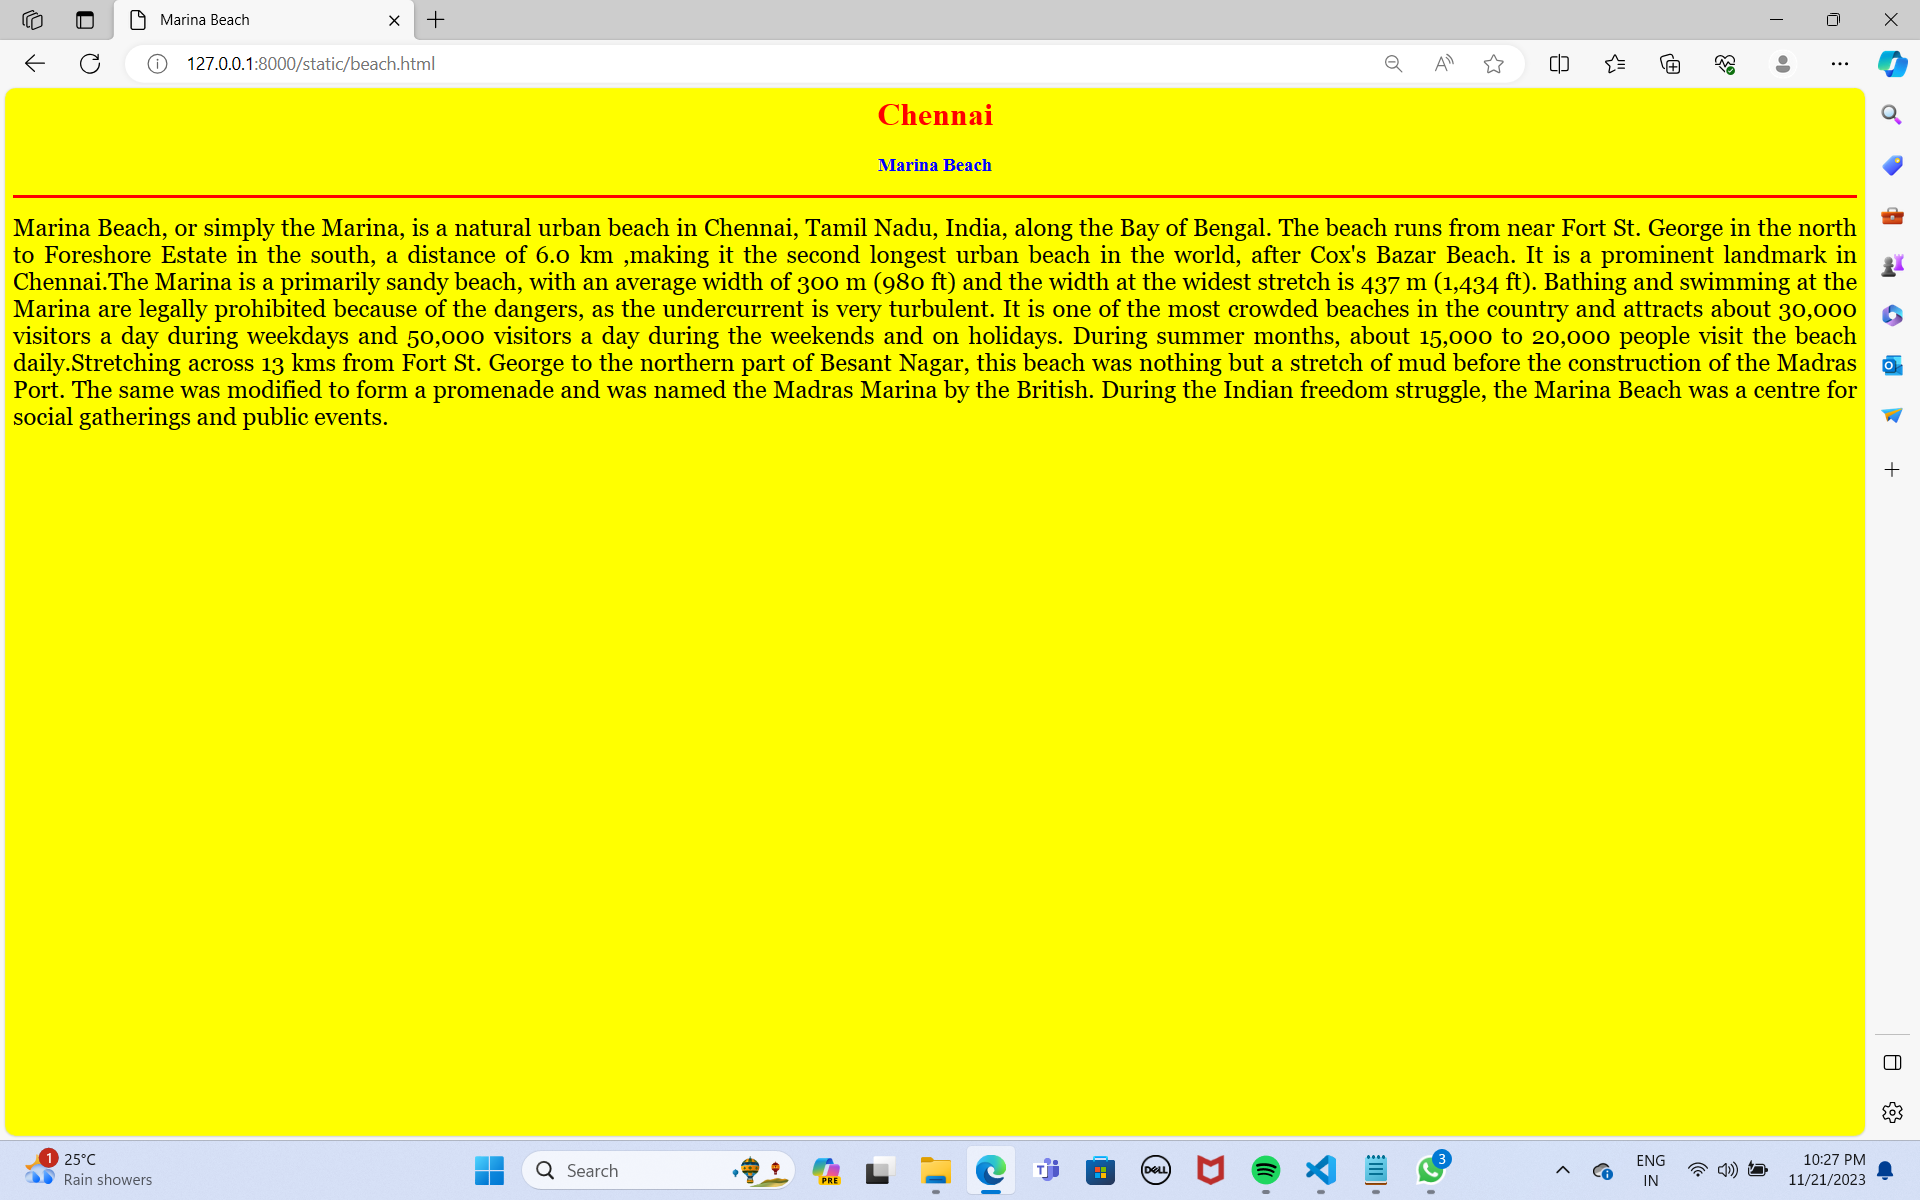 Marina Beach
127.0.0.1:8000/static/beach.html
Chennai
Marina Beach
Marina Beach, or simply the Marina, is a natural urban beach in Chennai, Tamil Nadu, India, along the Bay of Bengal. The beach runs from near Fort St. George in the north
to Foreshore Estate in the south, a distance of 6.0 km ,making it the second longest urban beach in the world, after Cox's Bazar Beach. It is a prominent landmark in
Chennai.The Marina is a primarily sandy beach, with an average width of 300 m (980 ft) and the width at the widest stretch is 437 m (1,434 ft). Bathing and swimming at the
Marina are legally prohibited because of the dangers, as the undercurrent is very turbulent. It is one of the most crowded beaches in the country and attracts about 30,000
visitors a day during weekdays and 50,000 visitors a day during the weekends and on holidays. During summer months, about 15,000 to 20,000 people visit the beach
daily.Stretching across 13 kms from Fort St. George to the northern part of Besant Nagar, this beach was nothing but a stretch of mud before the construction of the Madras
Port. The same was modified to form a promenade and was named the Madras Marina by the British. During the Indian freedom struggle, the Marina Beach was a centre for
social gatherings and public events.
1
25°C
Rain showers
Search
PRE
DELL
3
ENG
IN
10:27 PM
11/21/2023